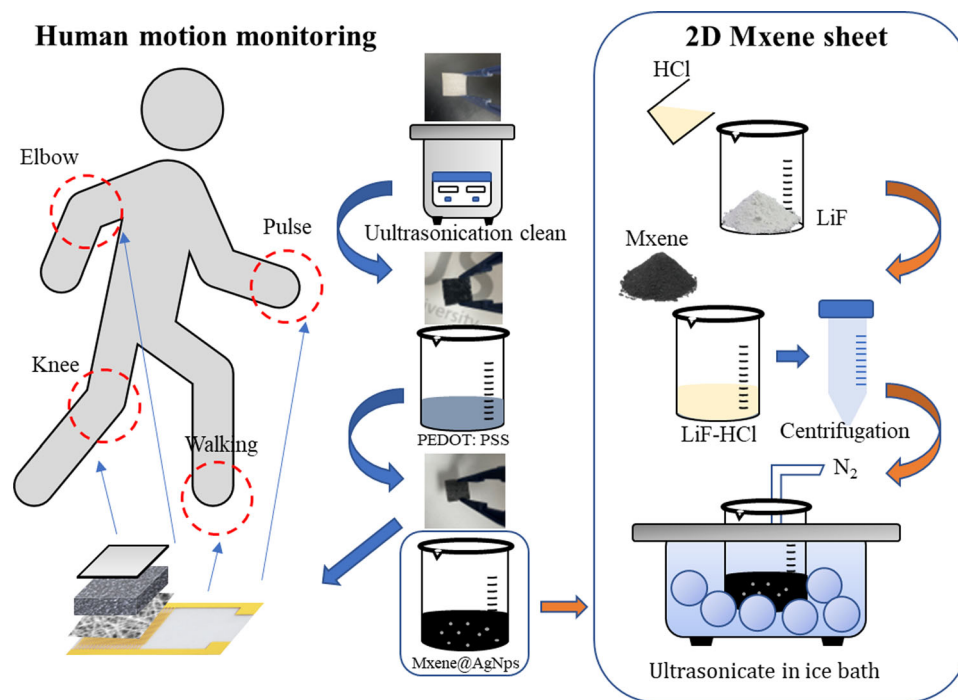 Human motion monitoring
Elbow
Pulse
Knee
Walking
Uultrasonication clean
versity
PEDOT: PSS
Mxene@AgNps
2D Mxene sheet
HCl
LiF
Mxene
LiF-HCl
Centrifugation
N₂
Ultrasonicate in ice bath